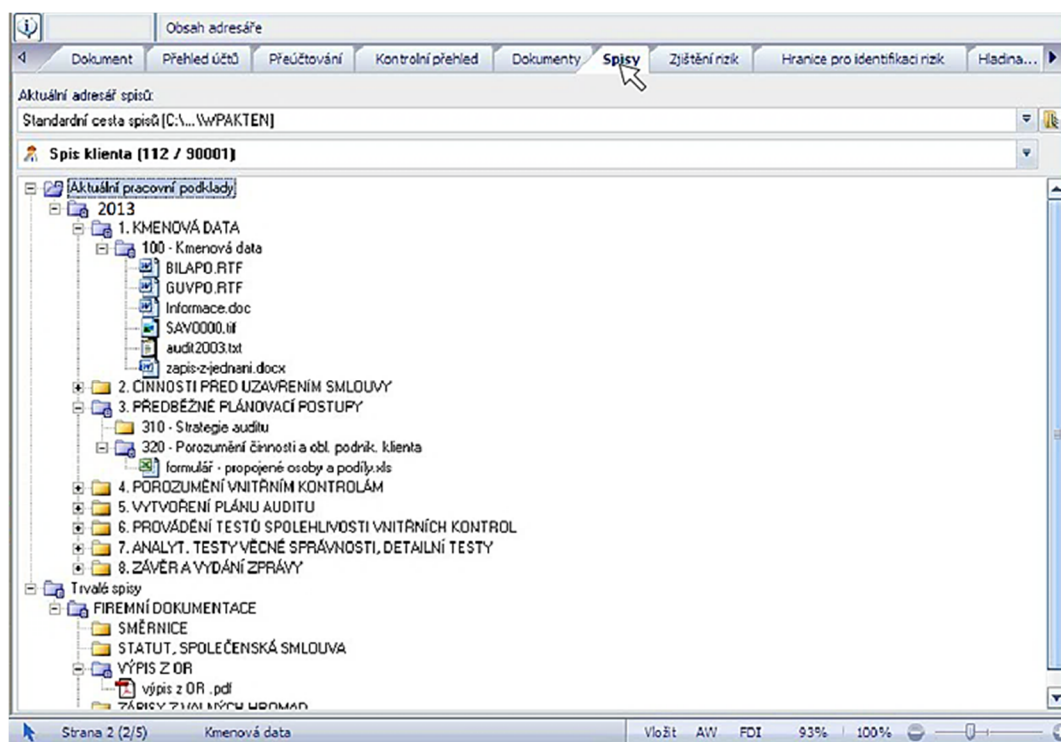 Obsah adresáře
Dokument Přehled účtů Přeúčtování Kontrolní přehled Dokumenty Spisy Zjištění rizik Hranice pro identifikaci rizik Hladina...
Aktuální adresář spisů:
Standardní cesta spisů [C:\...\WPAKTEN]
Spis klienta (112 / 90001)
Aktuální pracovní podklady
2013
1. KMENOVÁ DATA
100 - Kmenová data
BILAPO.RTF
GUVPO.RTF
Informace.doc
SAV0000.tif
audit2003.txt
zapis-z-jednani.docx
2. ČINNOSTI PŘED UZAVŘENÍM SMLOUVY
3. PŘEDBĚŽNÉ PLÁNOVACÍ POSTUPY
310 - Strategie auditu
320 - Porozumění činnosti a obl. podnik. klienta
formulář - propojené osoby a podíly.xls
4. POROZUMĚNÍ VNITŘNÍM KONTROLÁM
5. VYTVOŘENÍ PLÁNU AUDITU
6. PROVÁDĚNÍ TESTŮ SPOLEHLIVOSTI VNITŘNÍCH KONTROL
7. ANALYT. TESTY VĚCNÉ SPRÁVNOSTI, DETAILNÍ TESTY
8. ZÁVĚR A VYDÁNÍ ZPRÁVY
Trvalé spisy
FIREMNÍ DOKUMENTACE
SMĚRNICE
STATUT, SPOLEČENSKÁ SMLOUVA
VÝPIS Z OR
výpis z OR .pdf
ZÁPISY Z VALNÝCH HROMAD
Strana 2 (2/5) Kmenová data Vložit AW FDI 93% 100%